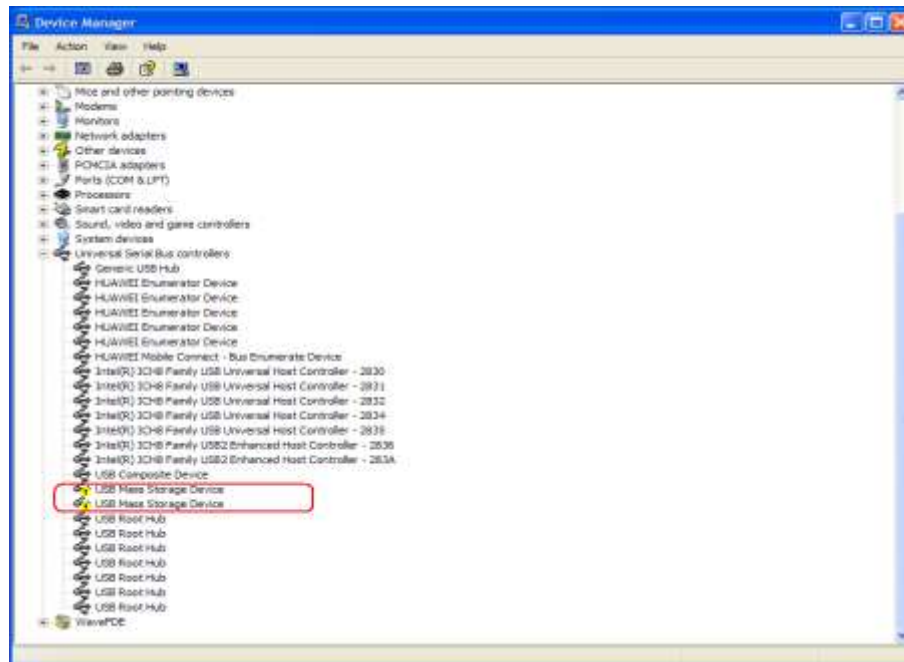 Device Manager
File Action View Help
Mice and other pointing devices
Modems
Monitors
Network adapters
Other devices
PCMCIA adapters
Ports (COM & LPT)
Processors
Smart card readers
Sound, video and game controllers
System devices
Universal Serial Bus controllers
Generic USB Hub
HUAWEI Enumerator Device
HUAWEI Enumerator Device
HUAWEI Enumerator Device
HUAWEI Enumerator Device
HUAWEI Enumerator Device
HUAWEI Mobile Connect - Bus Enumerate Device
Intel(R) ICH8 Family USB Universal Host Controller - 2830
Intel(R) ICH8 Family USB Universal Host Controller - 2831
Intel(R) ICH8 Family USB Universal Host Controller - 2832
Intel(R) ICH8 Family USB Universal Host Controller - 2834
Intel(R) ICH8 Family USB Universal Host Controller - 2835
Intel(R) ICH8 Family USB2 Enhanced Host Controller - 2836
Intel(R) ICH8 Family USB2 Enhanced Host Controller - 283A
USB Composite Device
USB Mass Storage Device
USB Mass Storage Device
USB Root Hub
USB Root Hub
USB Root Hub
USB Root Hub
USB Root Hub
USB Root Hub
USB Root Hub
WavePDE